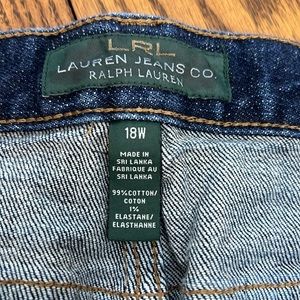 LRL
LAUREN JEANS CO.
RALPH LAUREN
18W
MADE IN
SRI LANKA
FABRIQUE AU
SRI LANKA
99% COTTON/
COTON
1%
ELASTANE/
ELASTHANNE